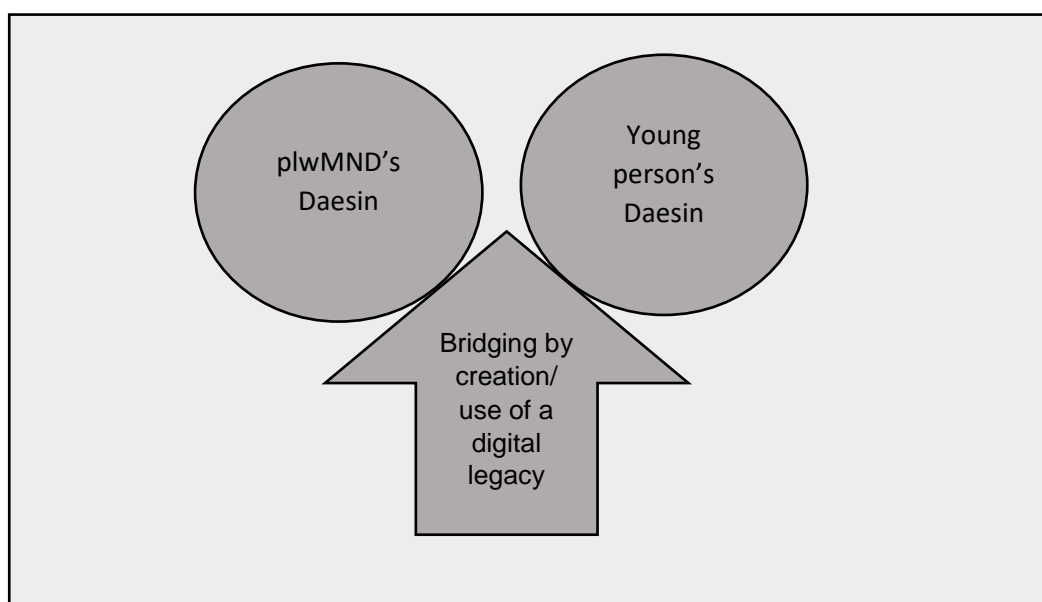 plwMND’s
Daesin
Young
person’s
Daesin
Bridging by
creation/
use of a
digital
legacy